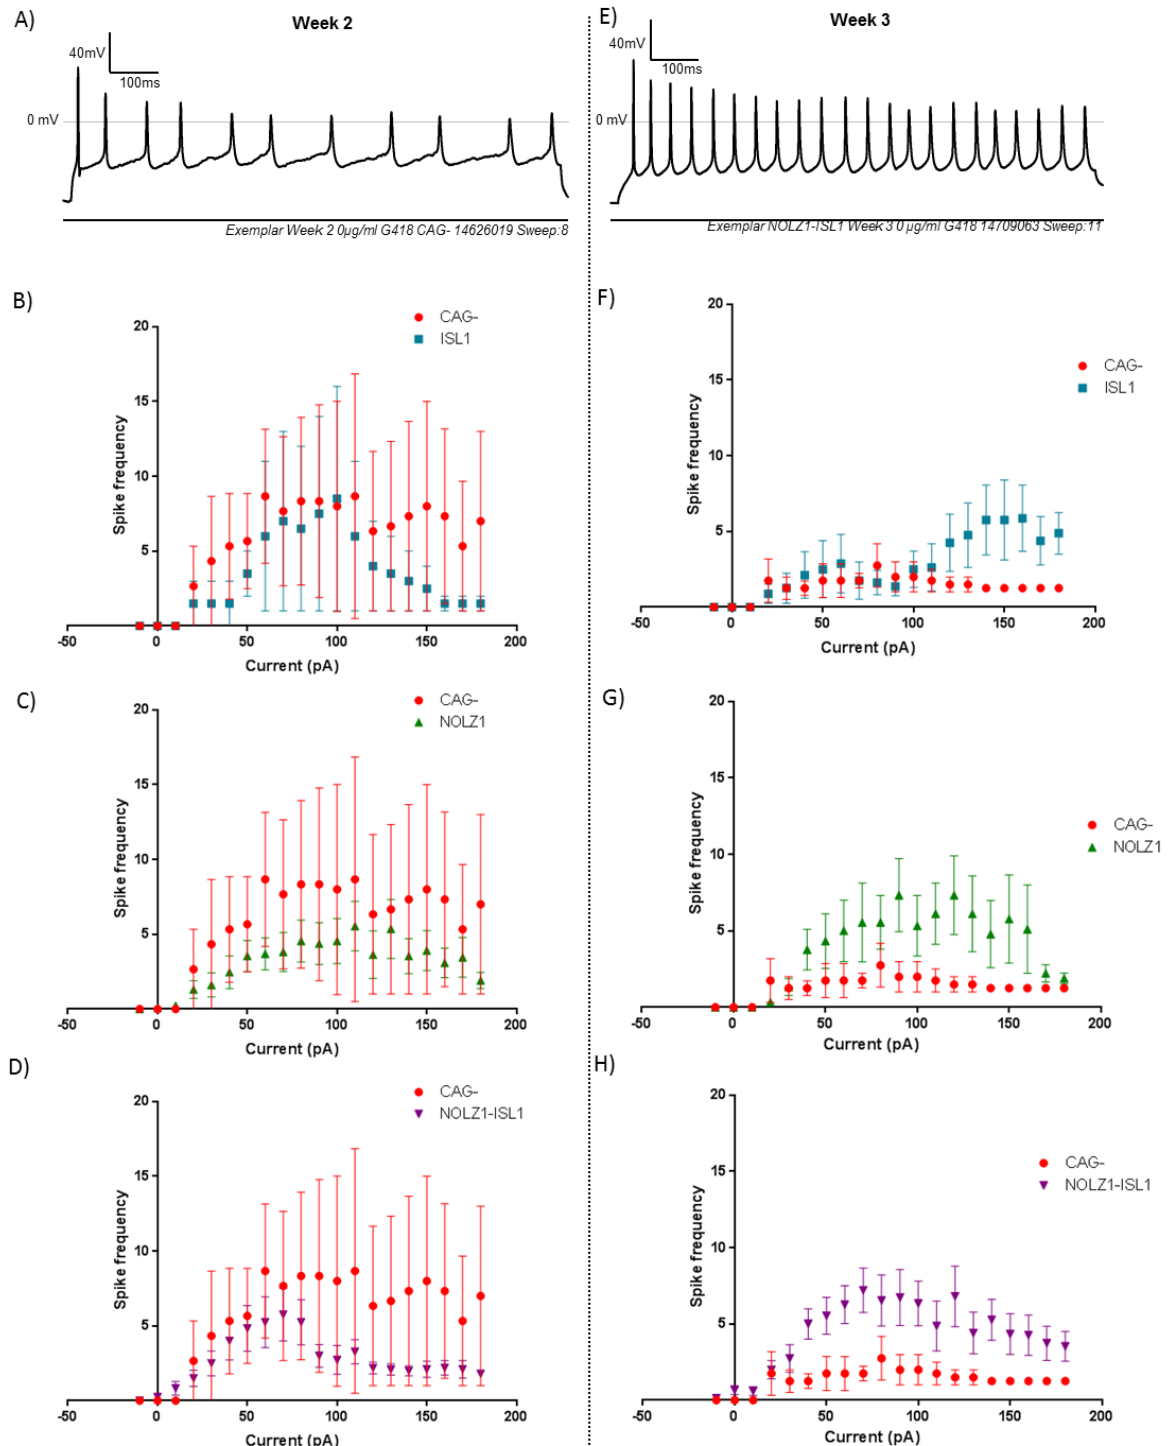 A)
Week 2
40mV
100ms
0 mV
Exemplar Week 2 0µg/ml G418 CAG- 14626019 Sweep:8
E)
Week 3
40mV
100ms
0 mV
Exemplar NOLZ1-ISL1 Week 3 0 µg/ml G418 14709063 Sweep:11
B)
CAG-
ISL1
20
15
10
5
Spike frequency
-50
0
50
100
150
200
Current (pA)
F)
CAG-
ISL1
20
15
10
5
Spike frequency
-50
0
50
100
150
200
Current (pA)
C)
CAG-
NOLZ1
20
15
10
5
Spike frequency
-50
0
50
100
150
200
Current (pA)
G)
CAG-
NOLZ1
20
15
10
5
Spike frequency
-50
0
50
100
150
200
Current (pA)
D)
CAG-
NOLZ1-ISL1
20
15
10
5
Spike frequency
-50
0
50
100
150
200
Current (pA)
H)
CAG-
NOLZ1-ISL1
20
15
10
5
Spike frequency
-50
0
50
100
150
200
Current (pA)